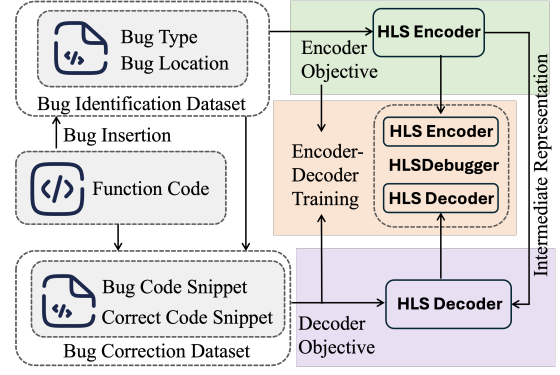 Bug Type
Bug Location
Bug Identification Dataset
Bug Insertion
</>
Function Code
Bug Code Snippet
Correct Code Snippet
Bug Correction Dataset
Encoder
Objective
HLS Encoder
Encoder-
Decoder
Training
HLS Encoder
HLSDebugger
HLS Decoder
Intermediate Representation
HLS Decoder
Decoder
Objective